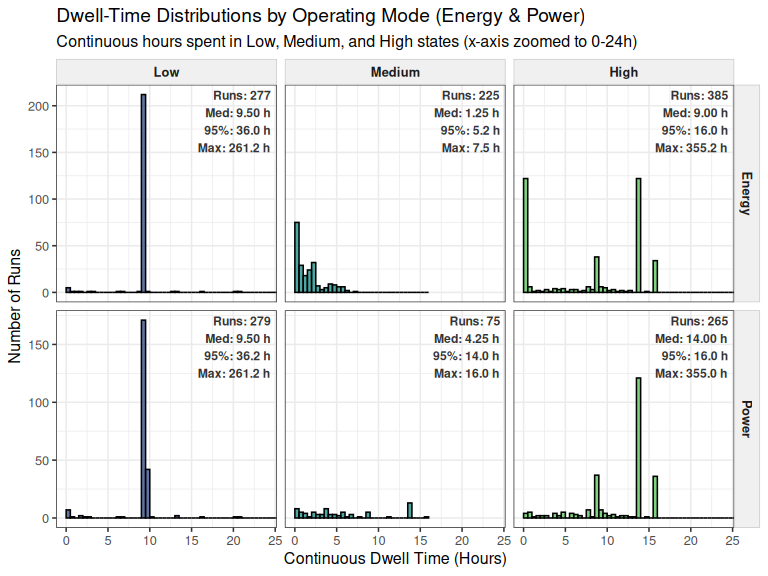 Dwell-Time Distributions by Operating Mode (Energy & Power)
Continuous hours spent in Low, Medium, and High states (x-axis zoomed to 0-24h)
Low
Medium
High
Runs: 277
Med: 9.50 h
95%: 36.0 h
Max: 261.2 h
Runs: 225
Med: 1.25 h
95%: 5.2 h
Max: 7.5 h
Runs: 385
Med: 9.00 h
95%: 16.0 h
Max: 355.2 h
200
150
100
50
0
Energy
Number of Runs
Runs: 279
Med: 9.50 h
95%: 36.2 h
Max: 261.2 h
Runs: 75
Med: 4.25 h
95%: 14.0 h
Max: 16.0 h
Runs: 265
Med: 14.00 h
95%: 16.0 h
Max: 355.0 h
150
100
50
0
Power
0 5 10 15 20 25
0 5 10 15 20 25
0 5 10 15 20 25
Continuous Dwell Time (Hours)